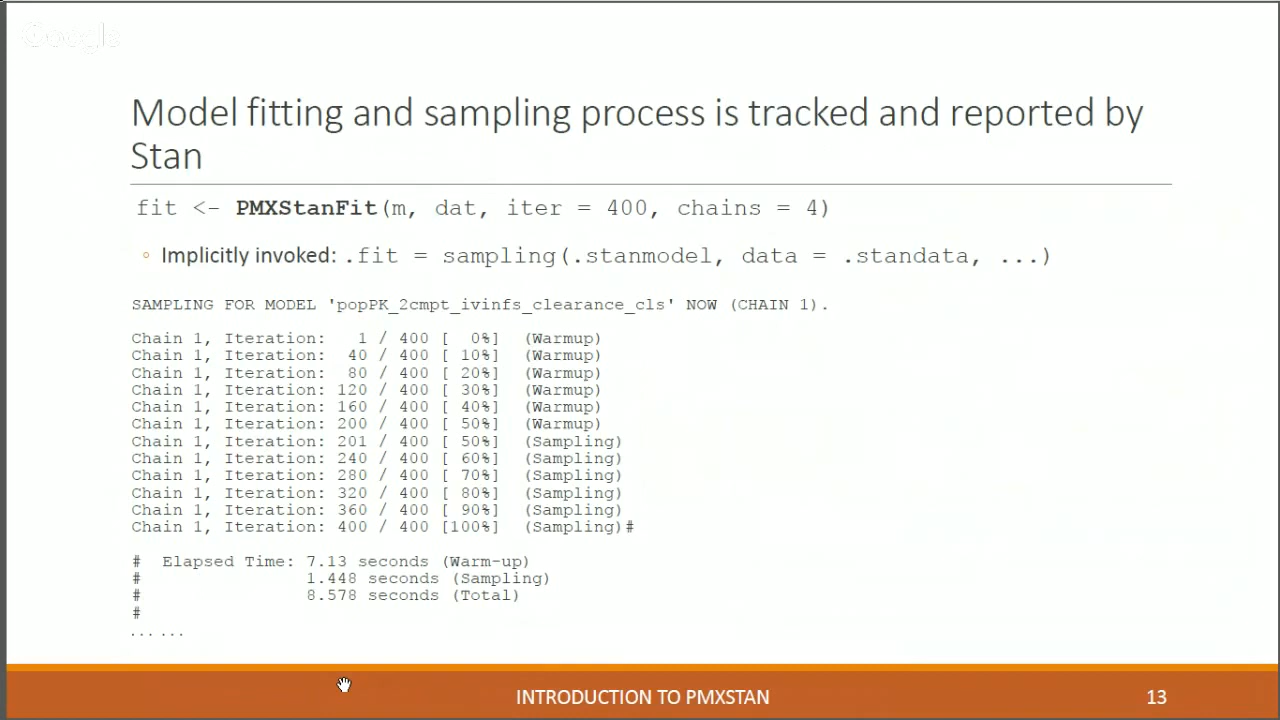 Google
Model fitting and sampling process is tracked and reported by
Stan
fit <- PMXStanFit(m, dat, iter = 400, chains = 4)
◦ Implicitly invoked: .fit = sampling(.stanmodel, data = .standata, ...)
SAMPLING FOR MODEL 'popPK_2cmpt_ivinfs_clearance_cls' NOW (CHAIN 1).
Chain 1, Iteration:   1 / 400 [  0%]  (Warmup)
Chain 1, Iteration:  40 / 400 [ 10%]  (Warmup)
Chain 1, Iteration:  80 / 400 [ 20%]  (Warmup)
Chain 1, Iteration: 120 / 400 [ 30%]  (Warmup)
Chain 1, Iteration: 160 / 400 [ 40%]  (Warmup)
Chain 1, Iteration: 200 / 400 [ 50%]  (Warmup)
Chain 1, Iteration: 201 / 400 [ 50%]  (Sampling)
Chain 1, Iteration: 240 / 400 [ 60%]  (Sampling)
Chain 1, Iteration: 280 / 400 [ 70%]  (Sampling)
Chain 1, Iteration: 320 / 400 [ 80%]  (Sampling)
Chain 1, Iteration: 360 / 400 [ 90%]  (Sampling)
Chain 1, Iteration: 400 / 400 [100%]  (Sampling)#
#  Elapsed Time: 7.13 seconds (Warm-up)
#                1.448 seconds (Sampling)
#                8.578 seconds (Total)
#
... ...
INTRODUCTION TO PMXSTAN 13